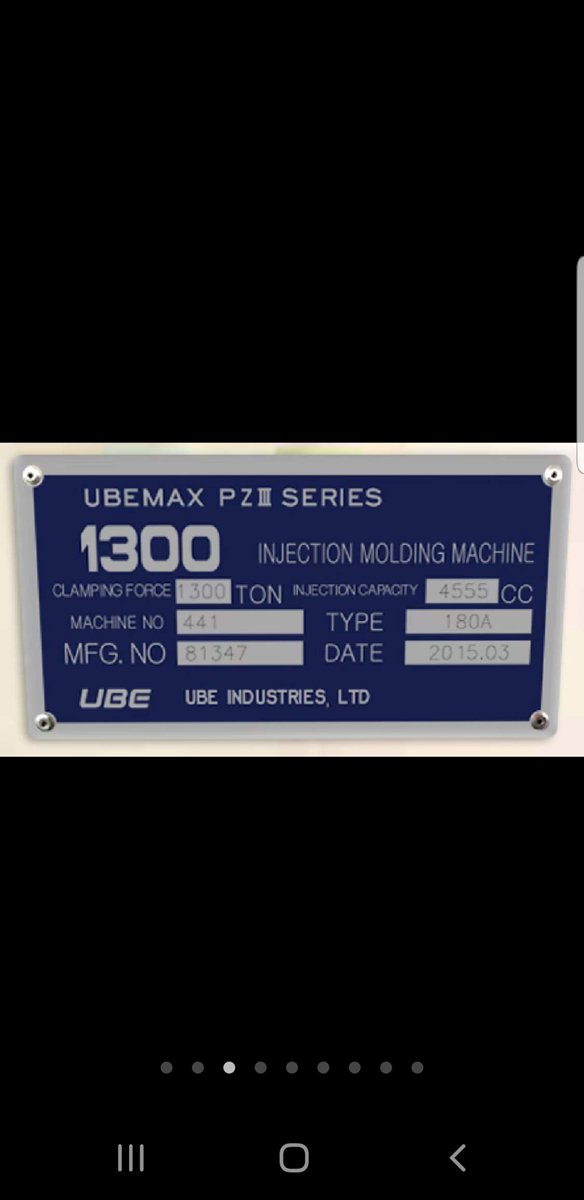 UBEMAX PZⅢ SERIES
1300 INJECTION MOLDING MACHINE
CLAMPING FORCE 1300 TON INJECTION CAPACITY 4555 CC
MACHINE NO 441 TYPE 180A
MFG. NO 81347 DATE 2015.03
UBE UBE INDUSTRIES, LTD